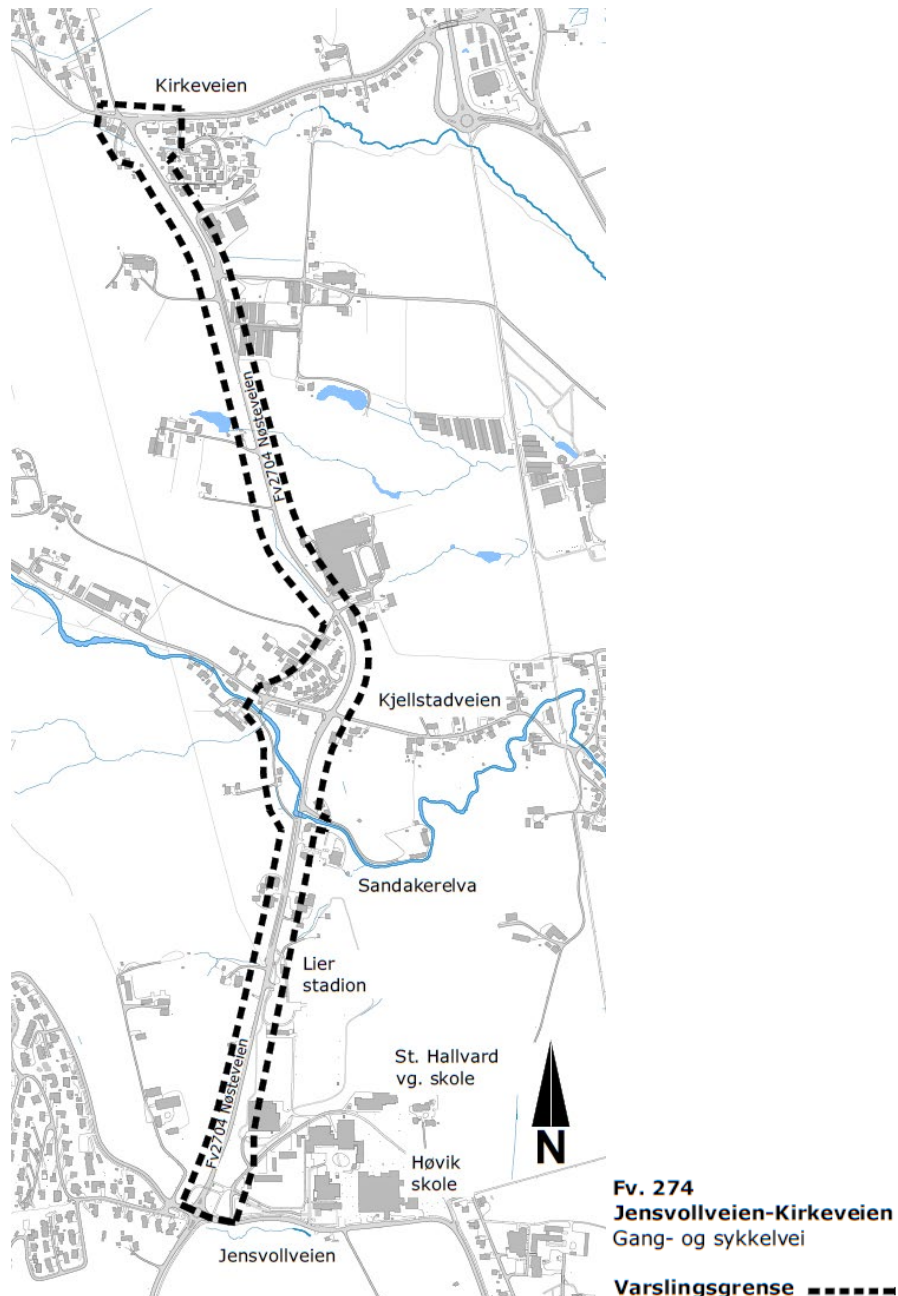 Kirkeveien
Fv2704 Nøsteveien
Kjellstadveien
Sandakerelva
Lier
stadion
St. Hallvard
vg. skole
Fv2704 Nøsteveien
N
Høvik
skole
Jensvollveien
Fv. 274
Jensvollveien-Kirkeveien
Gang- og sykkelvei
Varslingsgrense